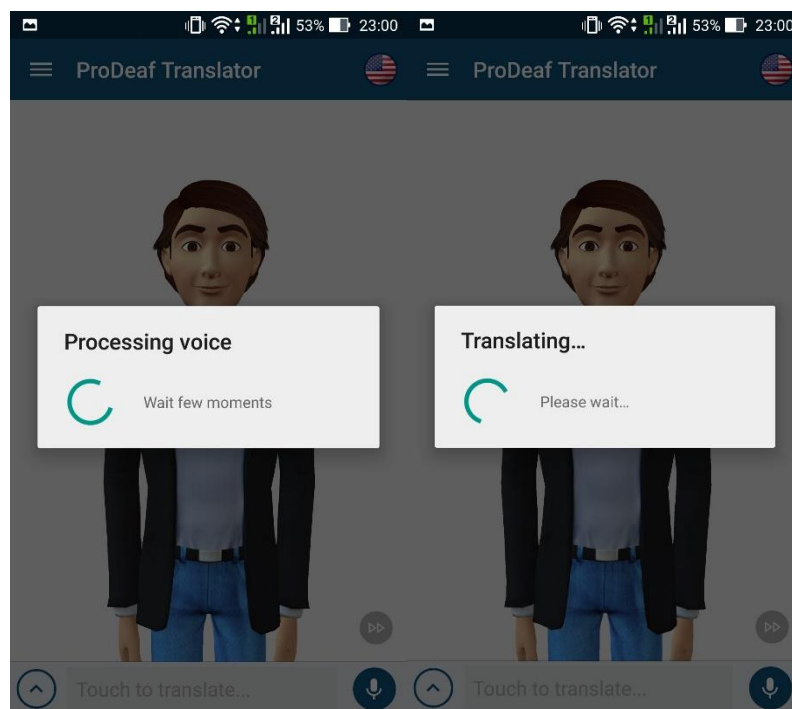 53% 23:00
ProDeaf Translator
Processing voice
Wait few moments
Touch to translate...
53% 23:00
ProDeaf Translator
Translating...
Please wait...
Touch to translate...